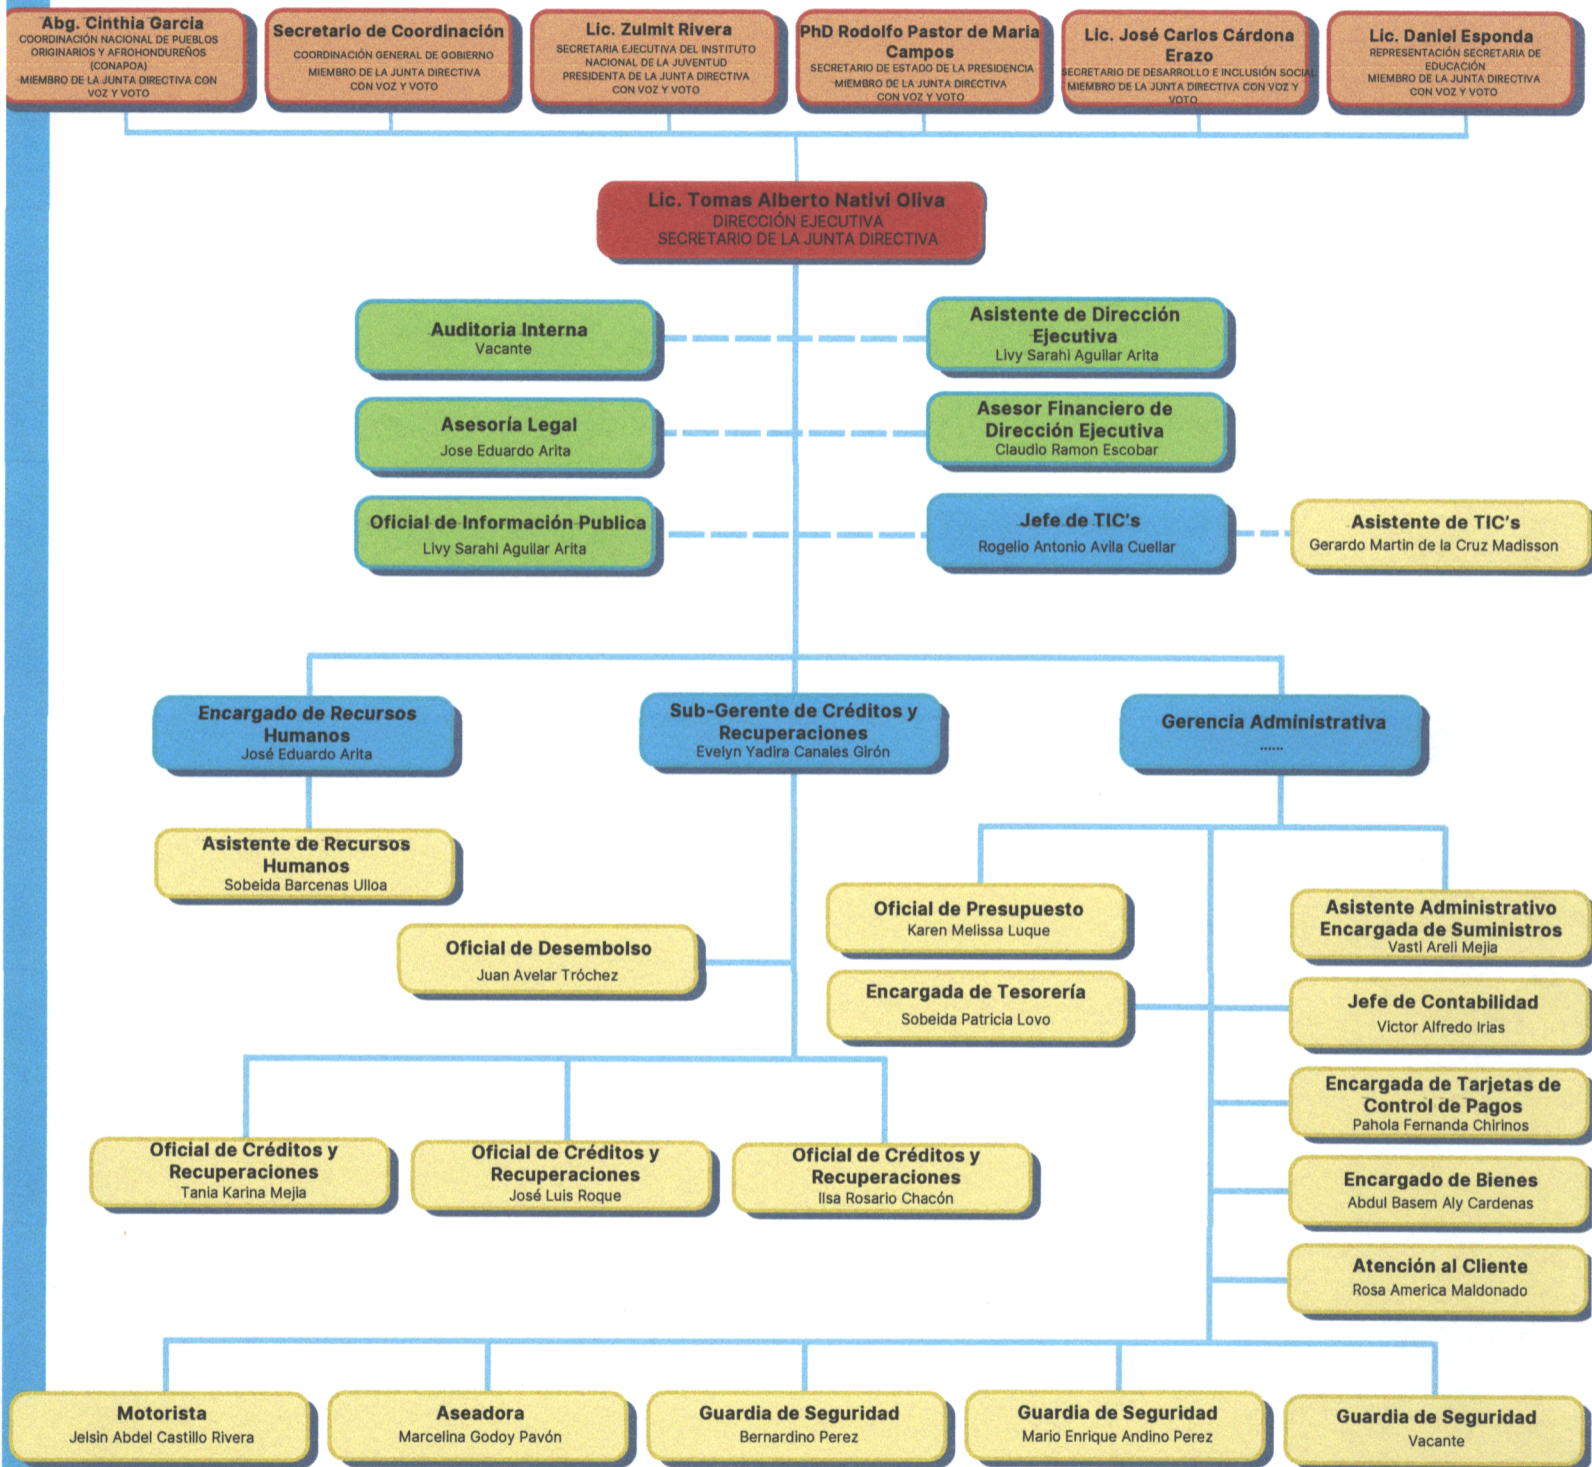 Abg. Cinthia Garcia
COORDINACIÓN NACIONAL DE PUEBLOS
ORIGINARIOS Y AFROHONDUREÑOS
(CONAPOA)
MIEMBRO DE LA JUNTA DIRECTIVA CON
VOZ Y VOTO
Secretario de Coordinación
COORDINACIÓN GENERAL DE GOBIERNO
MIEMBRO DE LA JUNTA DIRECTIVA
CON VOZ Y VOTO
Lic. Zulmit Rivera
SECRETARIA EJECUTIVA DEL INSTITUTO
NACIONAL DE LA JUVENTUD
PRESIDENTA DE LA JUNTA DIRECTIVA
CON VOZ Y VOTO
PhD Rodolfo Pastor de Maria
Campos
SECRETARIO DE ESTADO DE LA PRESIDENCIA
MIEMBRO DE LA JUNTA DIRECTIVA
CON VOZ Y VOTO
Lic. José Carlos Cárdona
Erazo
SECRETARIO DE DESARROLLO E INCLUSIÓN SOCIAL
MIEMBRO DE LA JUNTA DIRECTIVA CON VOZ Y
VOTO
Lic. Daniel Esponda
REPRESENTACIÓN SECRETARIA DE
EDUCACIÓN
MIEMBRO DE LA JUNTA DIRECTIVA
CON VOZ Y VOTO
Lic. Tomas Alberto Nativi Oliva
DIRECCIÓN EJECUTIVA
SECRETARIO DE LA JUNTA DIRECTIVA
Auditoria Interna
Vacante
Asistente de Dirección
Ejecutiva
Livy Sarahi Aguilar Arita
Asesoría Legal
Jose Eduardo Arita
Asesor Financiero de
Dirección Ejecutiva
Claudio Ramon Escobar
Oficial de Información Publica
Livy Sarahi Aguilar Arita
Jefe de TIC's
Rogelio Antonio Avila Cuellar
Asistente de TIC's
Gerardo Martin de la Cruz Madisson
Encargado de Recursos
Humanos
José Eduardo Arita
Sub-Gerente de Créditos y
Recuperaciones
Evelyn Yadira Canales Girón
Gerencia Administrativa
......
Asistente de Recursos
Humanos
Sobeida Barcenas Ulloa
Oficial de Desembolso
Juan Avelar Tróchez
Oficial de Presupuesto
Karen Melissa Luque
Asistente Administrativo
Encargada de Suministros
Vasti Areli Mejia
Encargada de Tesorería
Sobeida Patricia Lovo
Jefe de Contabilidad
Victor Alfredo Irias
Encargada de Tarjetas de
Control de Pagos
Pahola Fernanda Chirinos
Oficial de Créditos y
Recuperaciones
Tania Karina Mejia
Oficial de Créditos y
Recuperaciones
José Luis Roque
Oficial de Créditos y
Recuperaciones
Ilsa Rosario Chacón
Encargado de Bienes
Abdul Basem Aly Cardenas
Atención al Cliente
Rosa America Maldonado
Motorista
Jelsin Abdel Castillo Rivera
Aseadora
Marcelina Godoy Pavón
Guardia de Seguridad
Bernardino Perez
Guardia de Seguridad
Mario Enrique Andino Perez
Guardia de Seguridad
Vacante